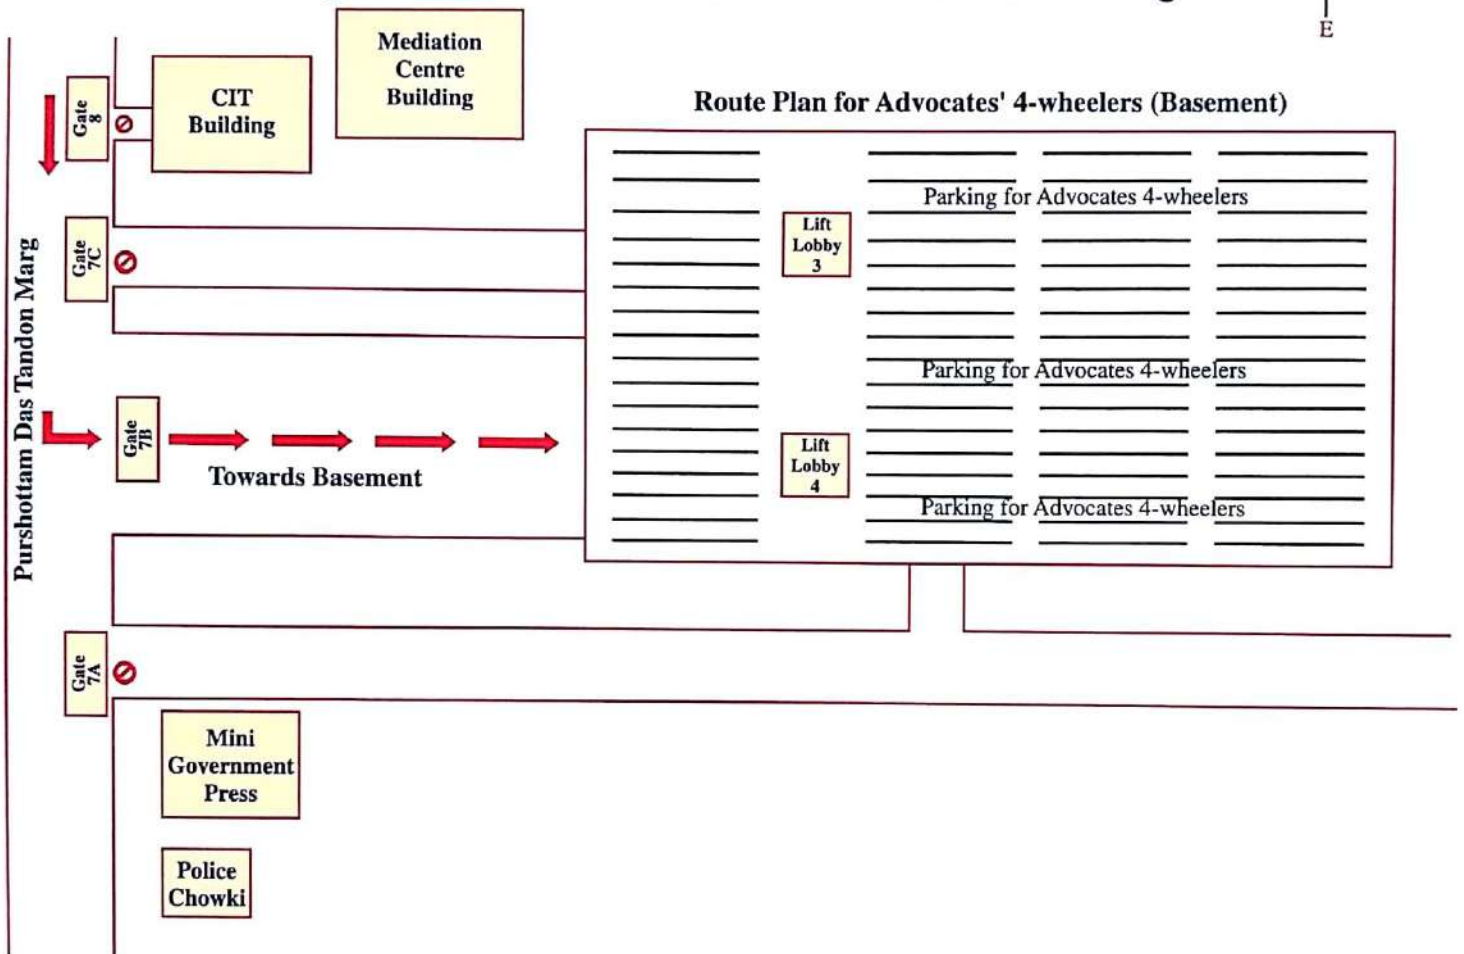 E
Mediation
Centre
Building
CIT
Building
Gate
8
Route Plan for Advocates' 4-wheelers (Basement)
Parking for Advocates 4-wheelers
Lift
Lobby
3
Gate
7C
Purshottam Das Tandon Marg
Parking for Advocates 4-wheelers
Gate
7B
Towards Basement
Lift
Lobby
4
Parking for Advocates 4-wheelers
Gate
7A
Mini
Government
Press
Police
Chowki